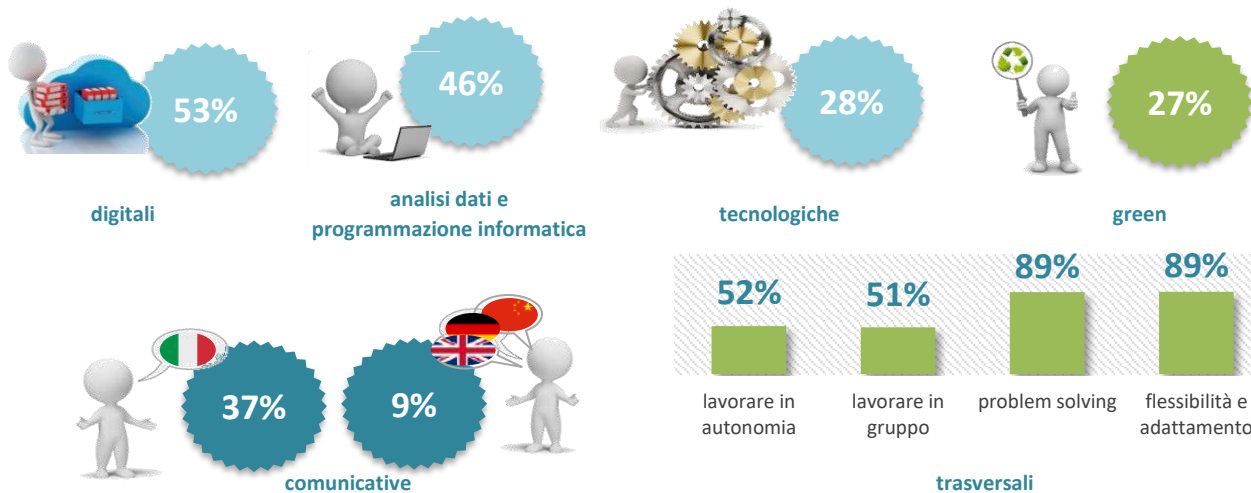 53%
46%
28%
27%
digitali
analisi dati e
programmazione informatica
tecnologiche
green
37%
9%
comunicative
52%
51%
89%
89%
lavorare in
autonomia
lavorare in
gruppo
problem solving
flessibilità e
adattamento
trasversali